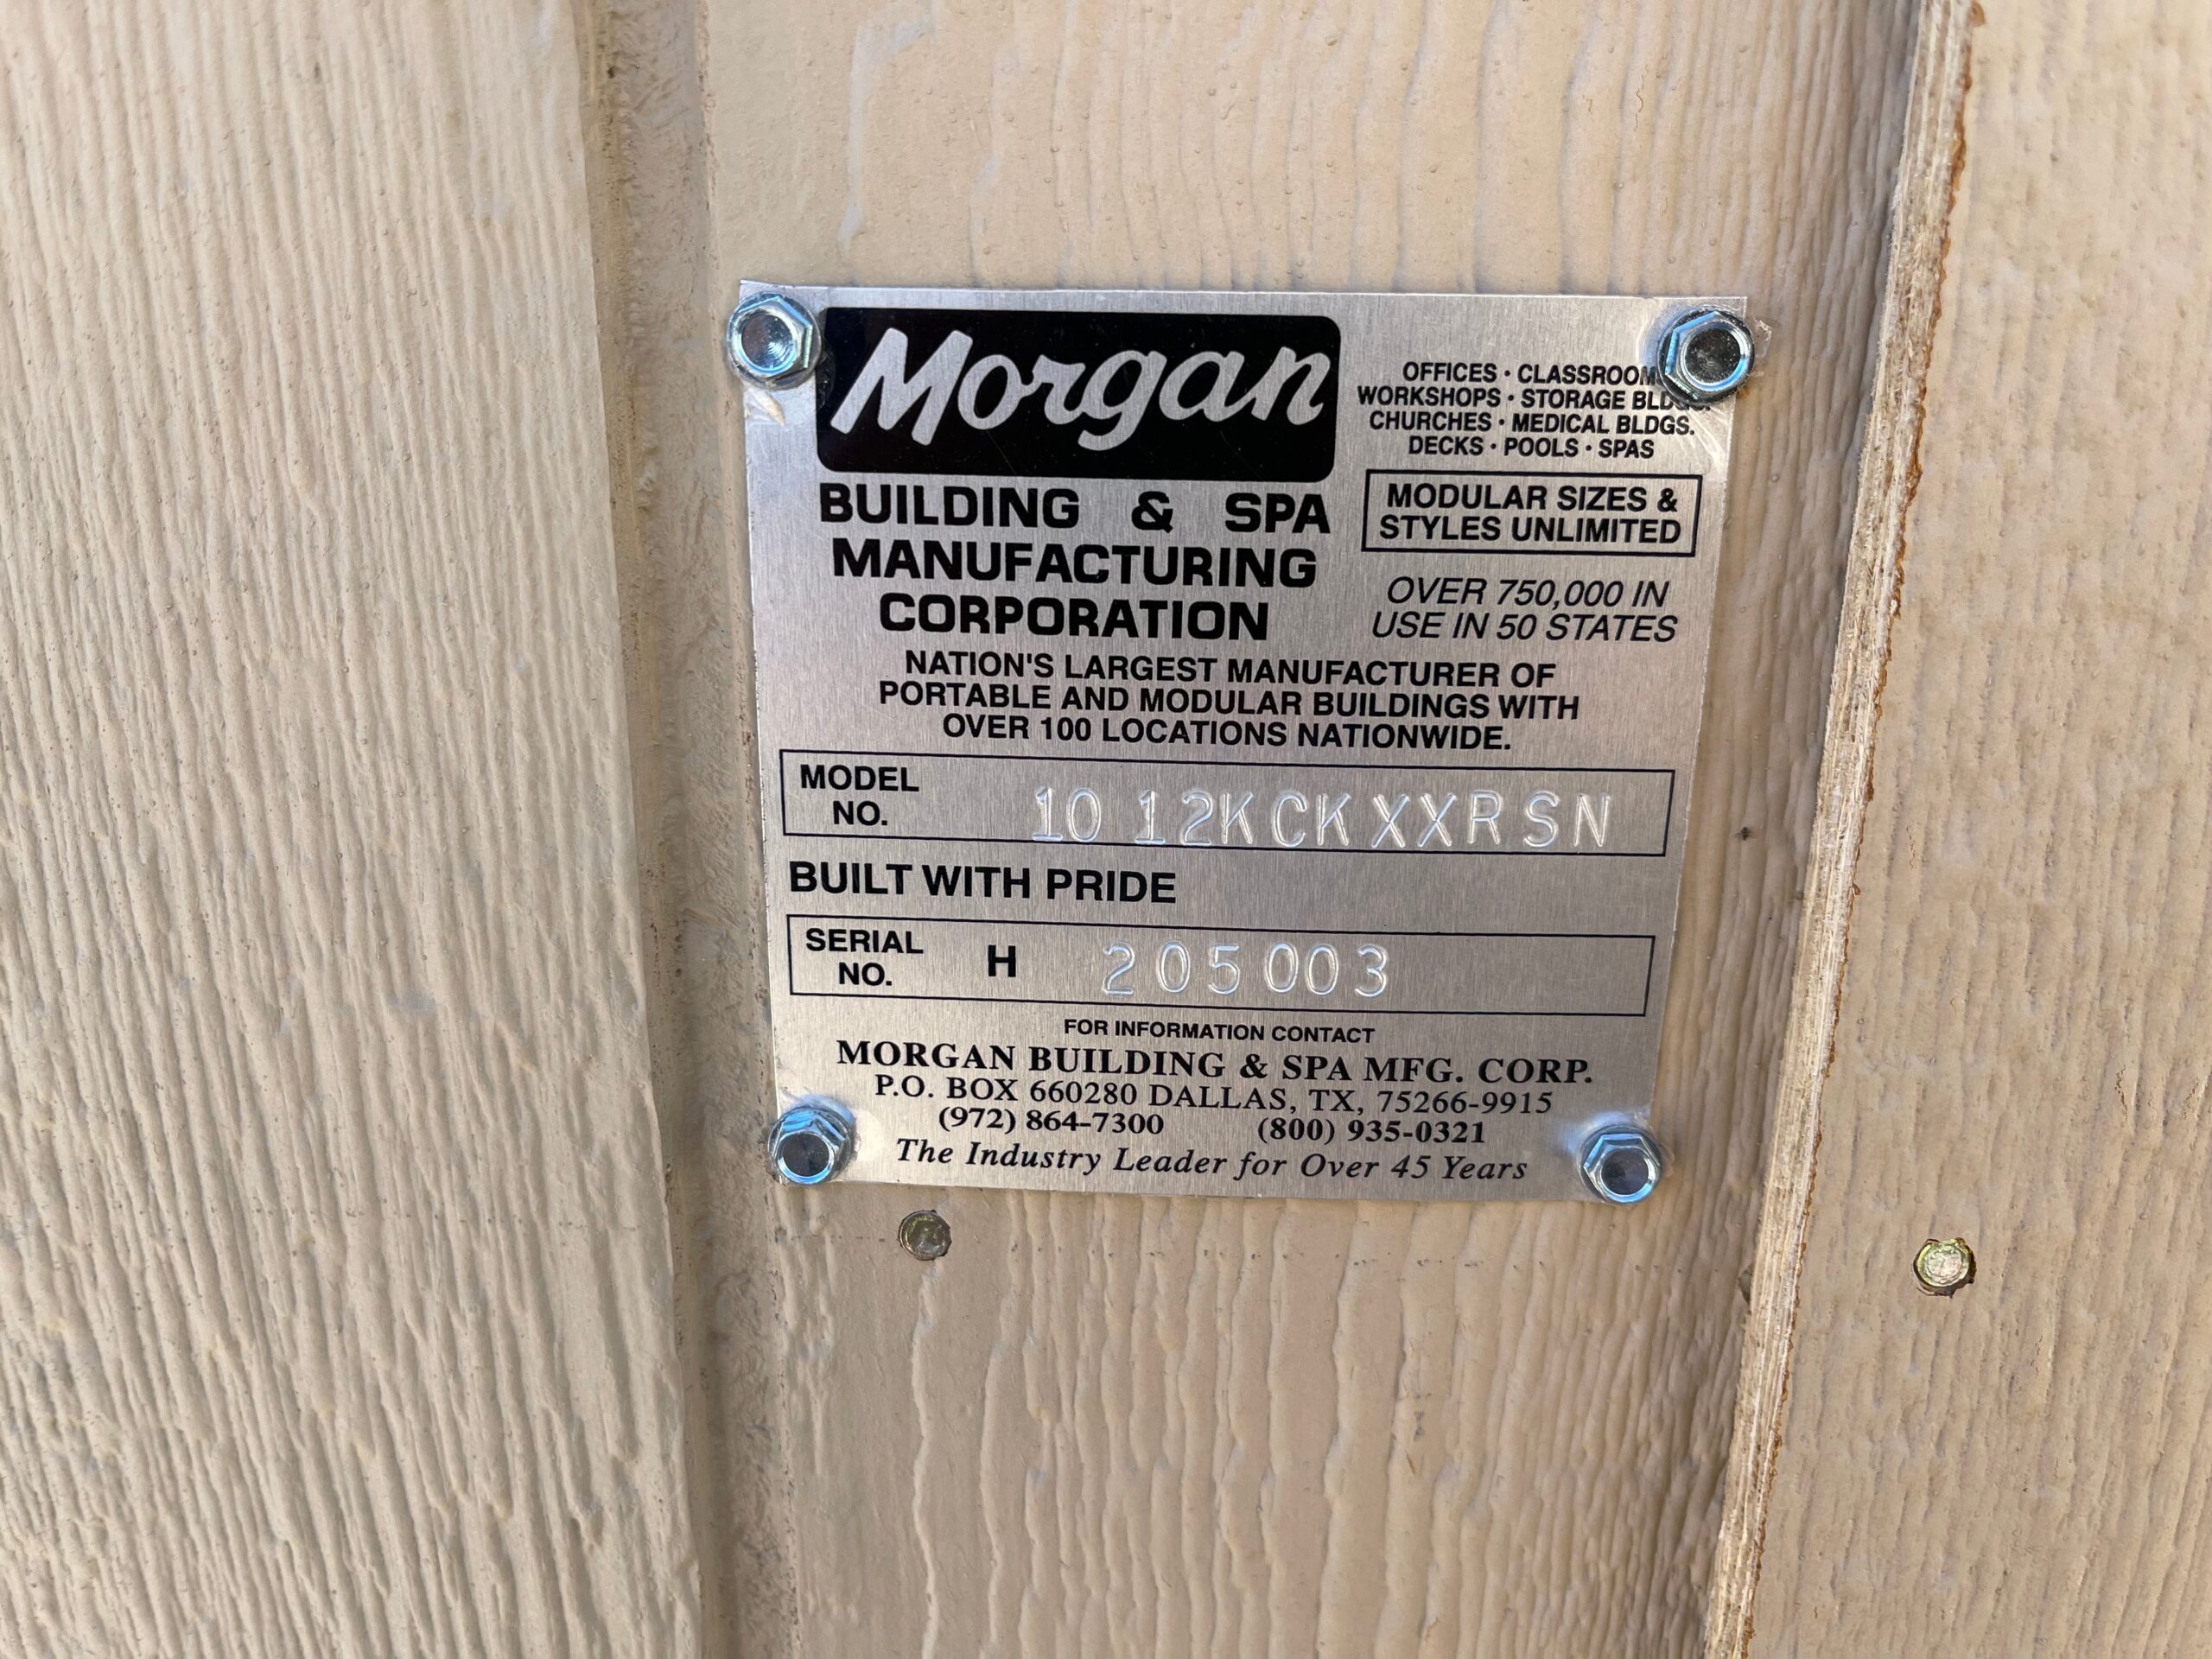 Morgan
BUILDING & SPA
MANUFACTURING
CORPORATION
OFFICES · CLASSROOM
WORKSHOPS · STORAGE BLDGS.
CHURCHES · MEDICAL BLDGS.
DECKS · POOLS · SPAS
MODULAR SIZES &
STYLES UNLIMITED
OVER 750,000 IN
USE IN 50 STATES
NATION'S LARGEST MANUFACTURER OF
PORTABLE AND MODULAR BUILDINGS WITH
OVER 100 LOCATIONS NATIONWIDE.
MODEL
NO.
10 12KCKXXRSN
BUILT WITH PRIDE
SERIAL
NO.
H 205003
FOR INFORMATION CONTACT
MORGAN BUILDING & SPA MFG. CORP.
P.O. BOX 660280 DALLAS, TX, 75266-9915
(972) 864-7300 (800) 935-0321
The Industry Leader for Over 45 Years